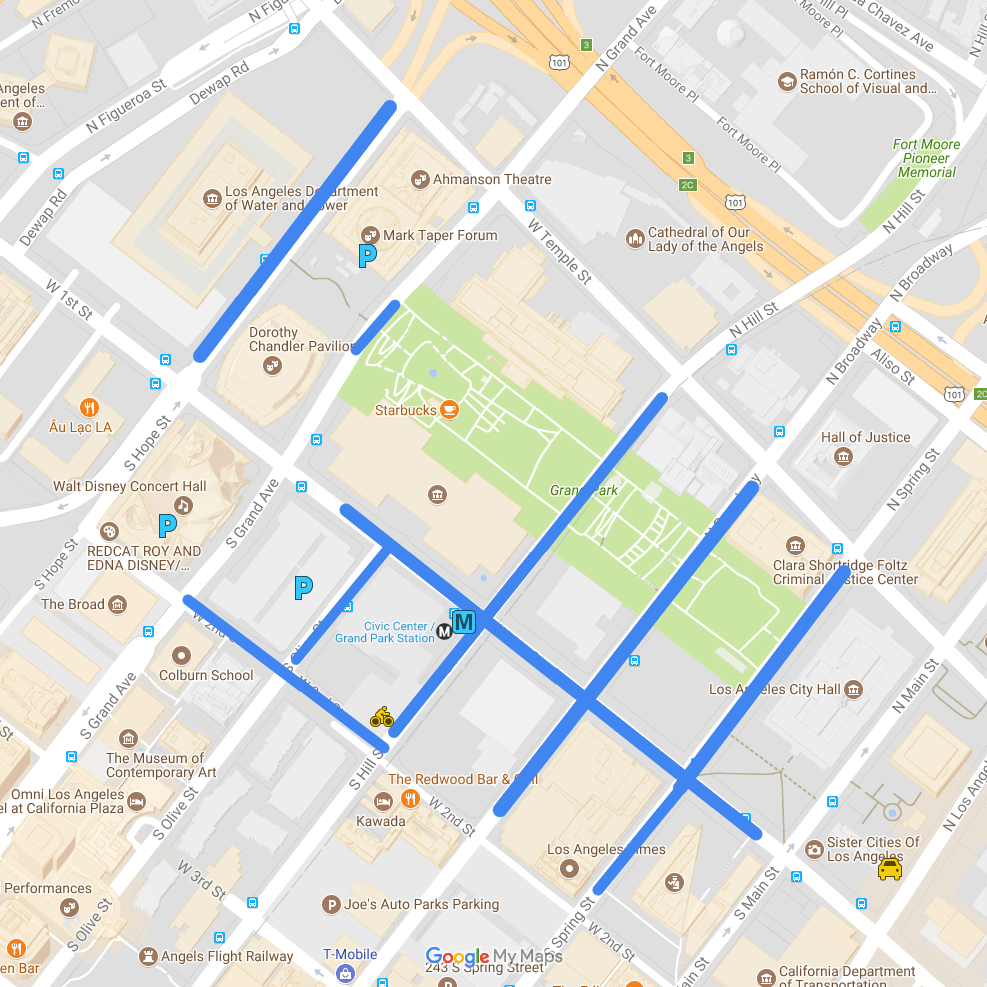 N Fremo
N Figue
N Grand Ave
Cesar Chavez Ave
N Hill S
3
101
Fort Moore Pl
Fort Moore Pl
Angeles
ent of...
N Figueroa St
Dewap Rd
Ramón C. Cortines
School of Visual and...
Fort Moore Pl
Fort Moore
Pioneer
Memorial
3
2C
101
Ahmanson Theatre
Los Angeles Department
of Water and Power
Dewap Rd
Mark Taper Forum
P
W Temple St
Cathedral of Our
Lady of the Angels
N Hill St
N Broadway
W 1st St
N Hill St
Dorothy
Chandler Pavilion
N Broadway
Aliso St
101
2C
Starbucks
Âu Lạc LA
S Hope St
Hall of Justice
Walt Disney Concert Hall
S Grand Ave
Grand Park
N Spring St
P
REDCAT ROY AND
EDNA DISNEY/...
S Hope St
Clara Shortridge Foltz
Criminal Justice Center
P
The Broad
W 2nd St
Civic Center /
Grand Park Station
M
M
Colburn School
Los Angeles City Hall
N Main St
S Grand Ave
The Museum of
Contemporary Art
S Hill St
The Redwood Bar & Grill
Omni Los Angeles
el at California Plaza
S Olive St
Kawada
W 2nd St
N Los Angeles
Los Angeles Times
Sister Cities Of
Los Angeles
W 3rd St
Performances
S Olive St
P
Joe's Auto Parks Parking
S Main St
S Spring St
W 2nd St
en Bar
Angels Flight Railway
T-Mobile
Google My Maps
243 S Spring Street
Main St
California Department
of Transportation